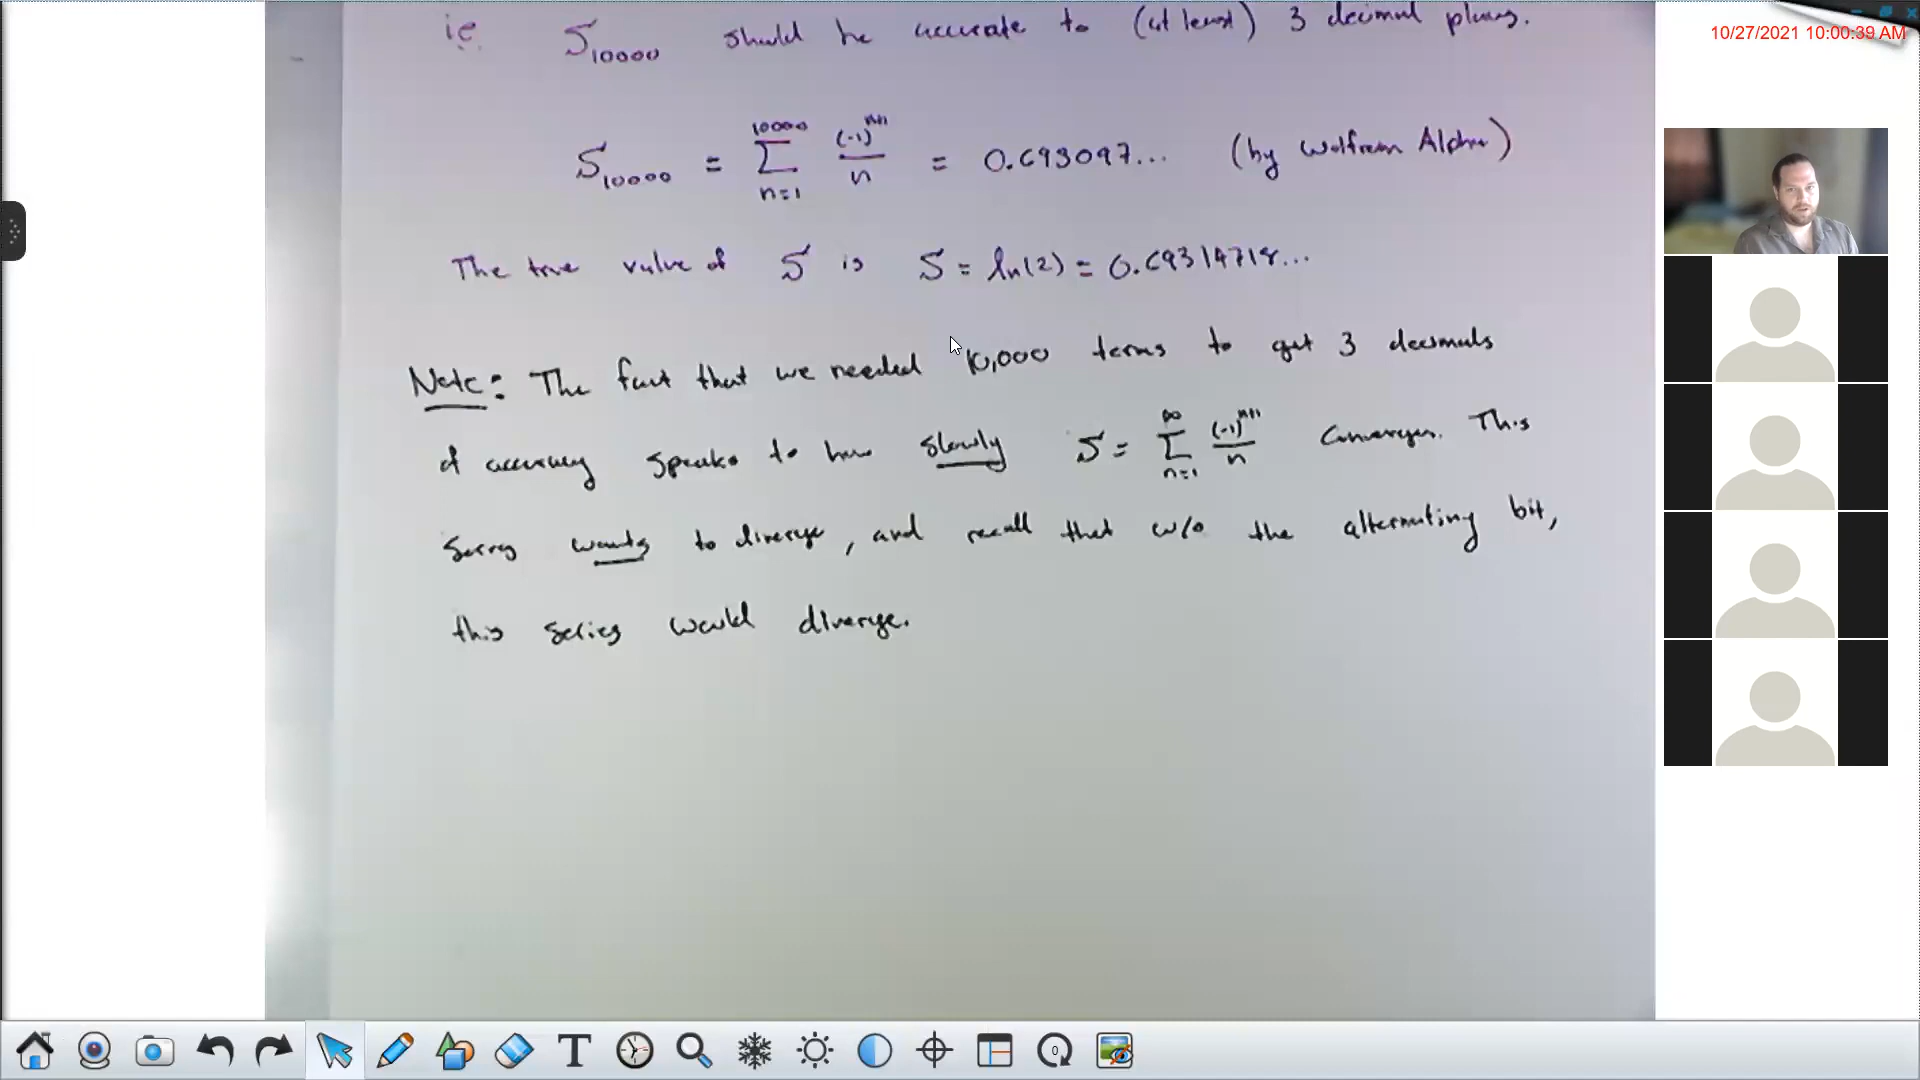 i.e. S₁₀₀₀₀ should be accurate to (at least) 3 decimal places.
10/27/2021 10:00:39 AM
S₁₀₀₀₀ = ∑_{n=1}^{10000} (-1)^{n+1}/n = 0.693097... (by Wolfram Alpha)
The true value of S is S = ln(2) = 0.69314718...
Note: The fact that we needed 10,000 terms to get 3 decimals
of accuracy speaks to how slowly S = ∑_{n=1}^{∞} (-1)^{n+1}/n converges. This
series wants to diverge, and recall that w/o the alternating bit,
this series would diverge.
T
0